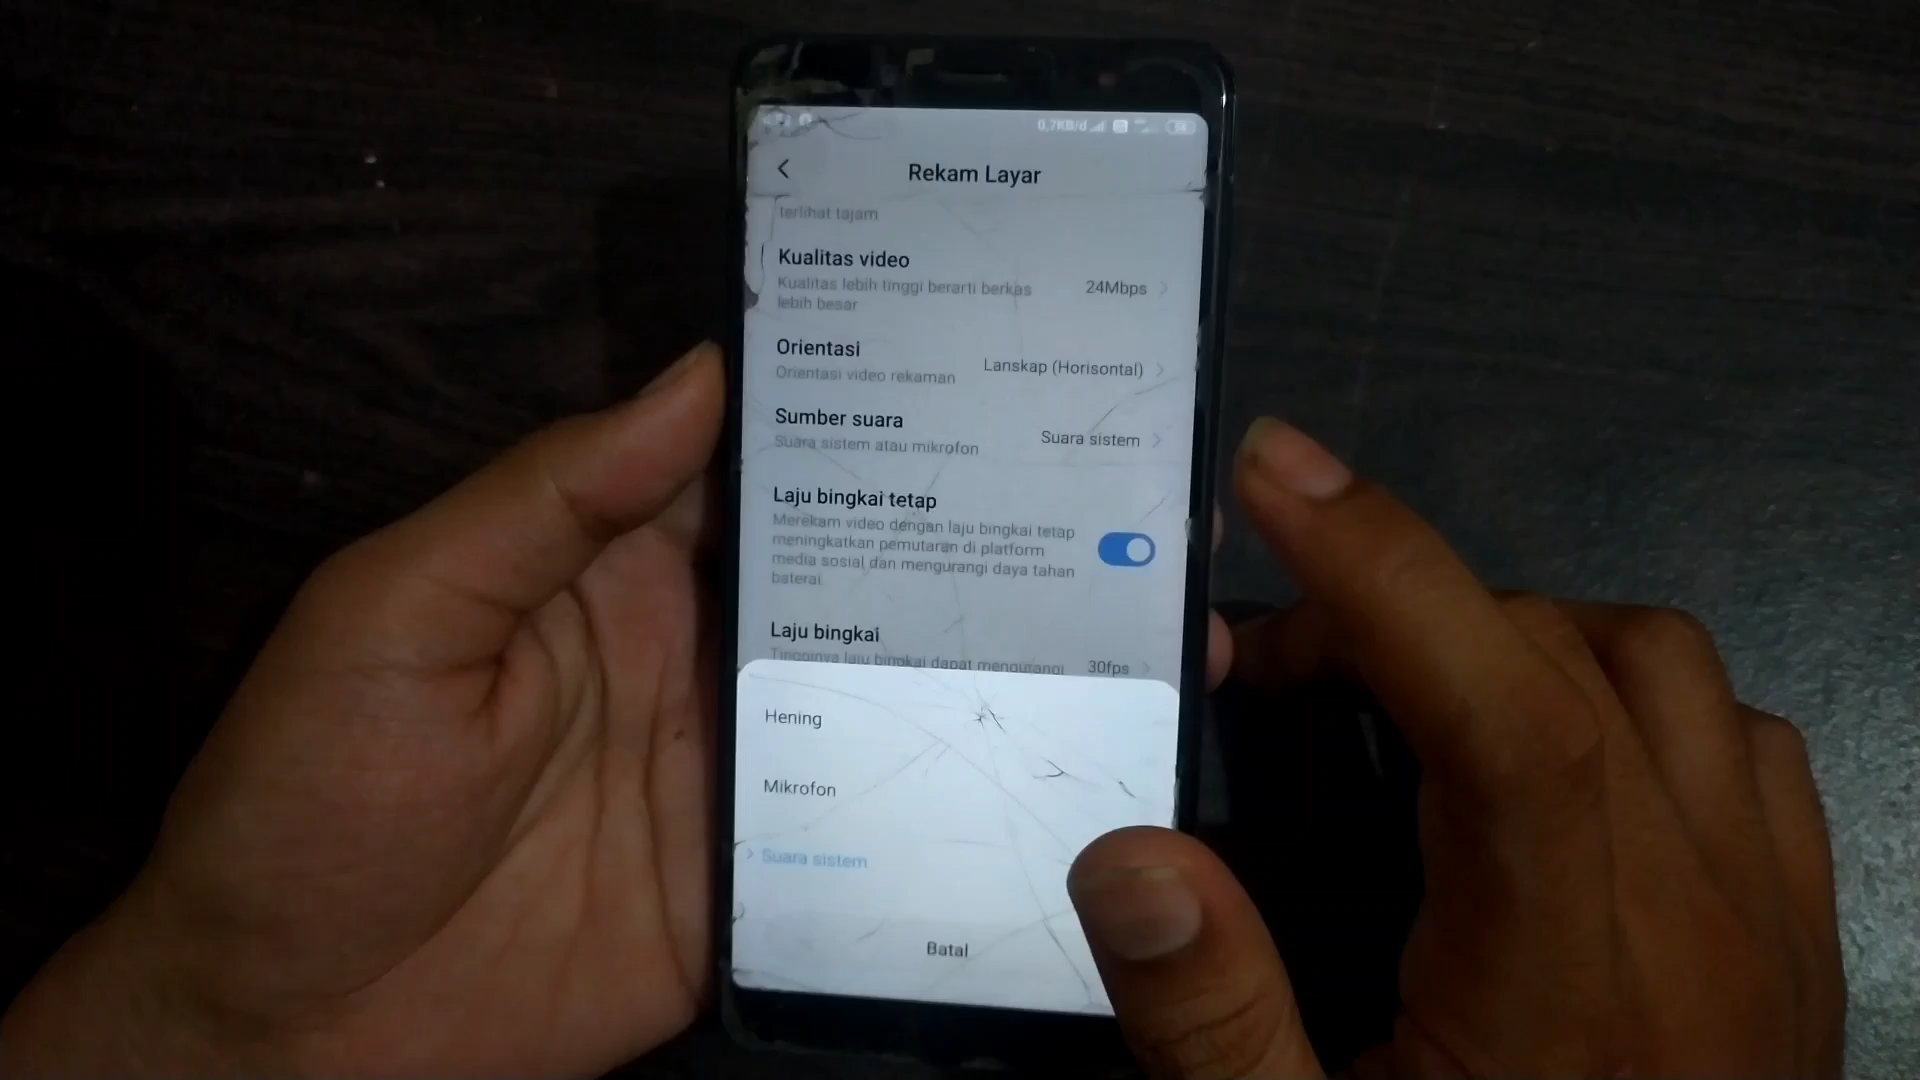 0,7KB/d
Rekam Layar
terlihat tajam
Kualitas video
Kualitas lebih tinggi berarti berkas
lebih besar
24Mbps
Orientasi
Orientasi video rekaman
Lanskap (Horisontal)
Sumber suara
Suara sistem atau mikrofon
Suara sistem
Laju bingkai tetap
Merekam video dengan laju bingkai tetap
meningkatkan pemutaran di platform
media sosial dan mengurangi daya tahan
baterai
Laju bingkai
Tingginya laju bingkai dapat mengurangi
30fps
Hening
Mikrofon
Suara sistem
Batal